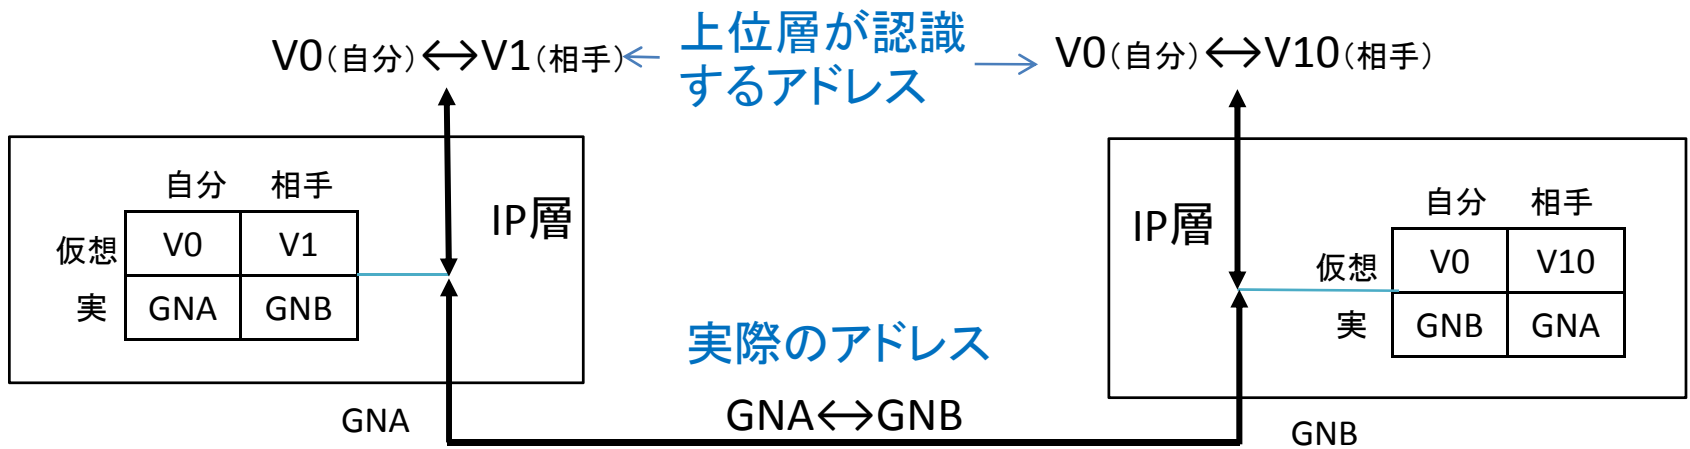 V0(自分)↔V1(相手)
上位層が認識
するアドレス
V0(自分)↔V10(相手)
自分 相手
仮想 V0 V1
実 GNA GNB
IP層
IP層
自分 相手
仮想 V0 V10
実 GNB GNA
実際のアドレス
GNA↔GNB
GNA
GNB